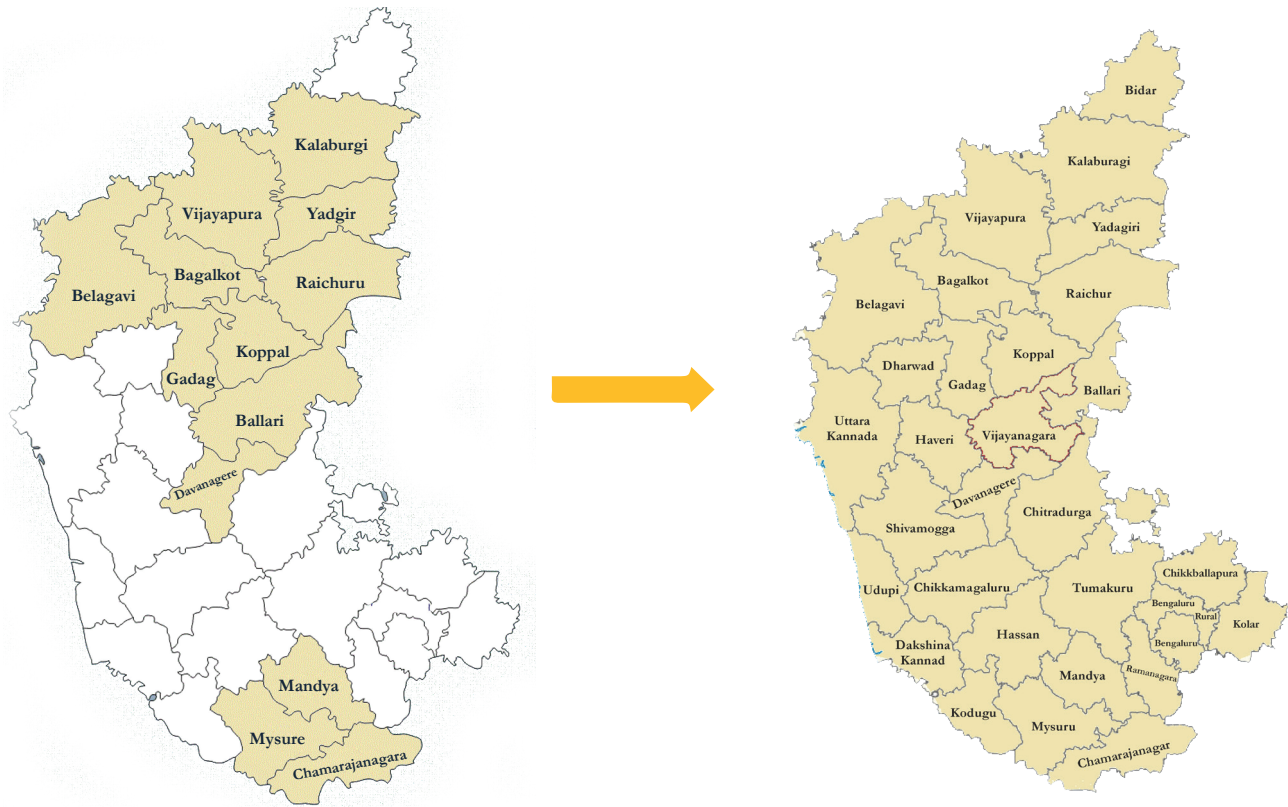 Kalaburgi
Vijayapura
Yadgir
Bagalkot
Raichuru
Belagavi
Koppal
Gadag
Ballari
Davanagere
Mandya
Mysure
Chamarajanagara
Bidar
Kalaburagi
Vijayapura
Yadagiri
Bagalkot
Raichur
Belagavi
Koppal
Dharwad
Gadag
Ballari
Uttara
Kannada
Haveri
Vijayanagara
Davanagere
Chitradurga
Shivamogga
Chikkballapura
Udupi
Chikkamagaluru
Tumakuru
Bengaluru
Rural
Kolar
Hassan
Bengaluru
Dakshina
Kannad
Mandya
Ramanagara
Kodugu
Mysuru
Chamarajanagar